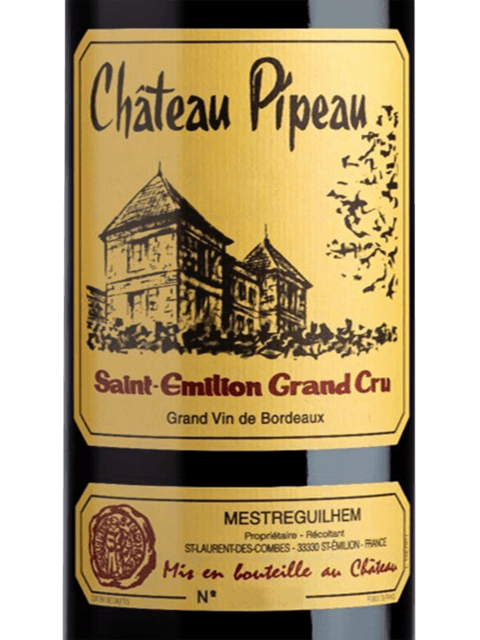 Château Pipeau
Saint-Emilion Grand Cru
Grand Vin de Bordeaux
MESTREGUILHEM
Propriétaire - Récoltant
ST-LAURENT-DES-COMBES - 33330 ST-ÉMILION - FRANCE
Mis en bouteille au Château
Nº